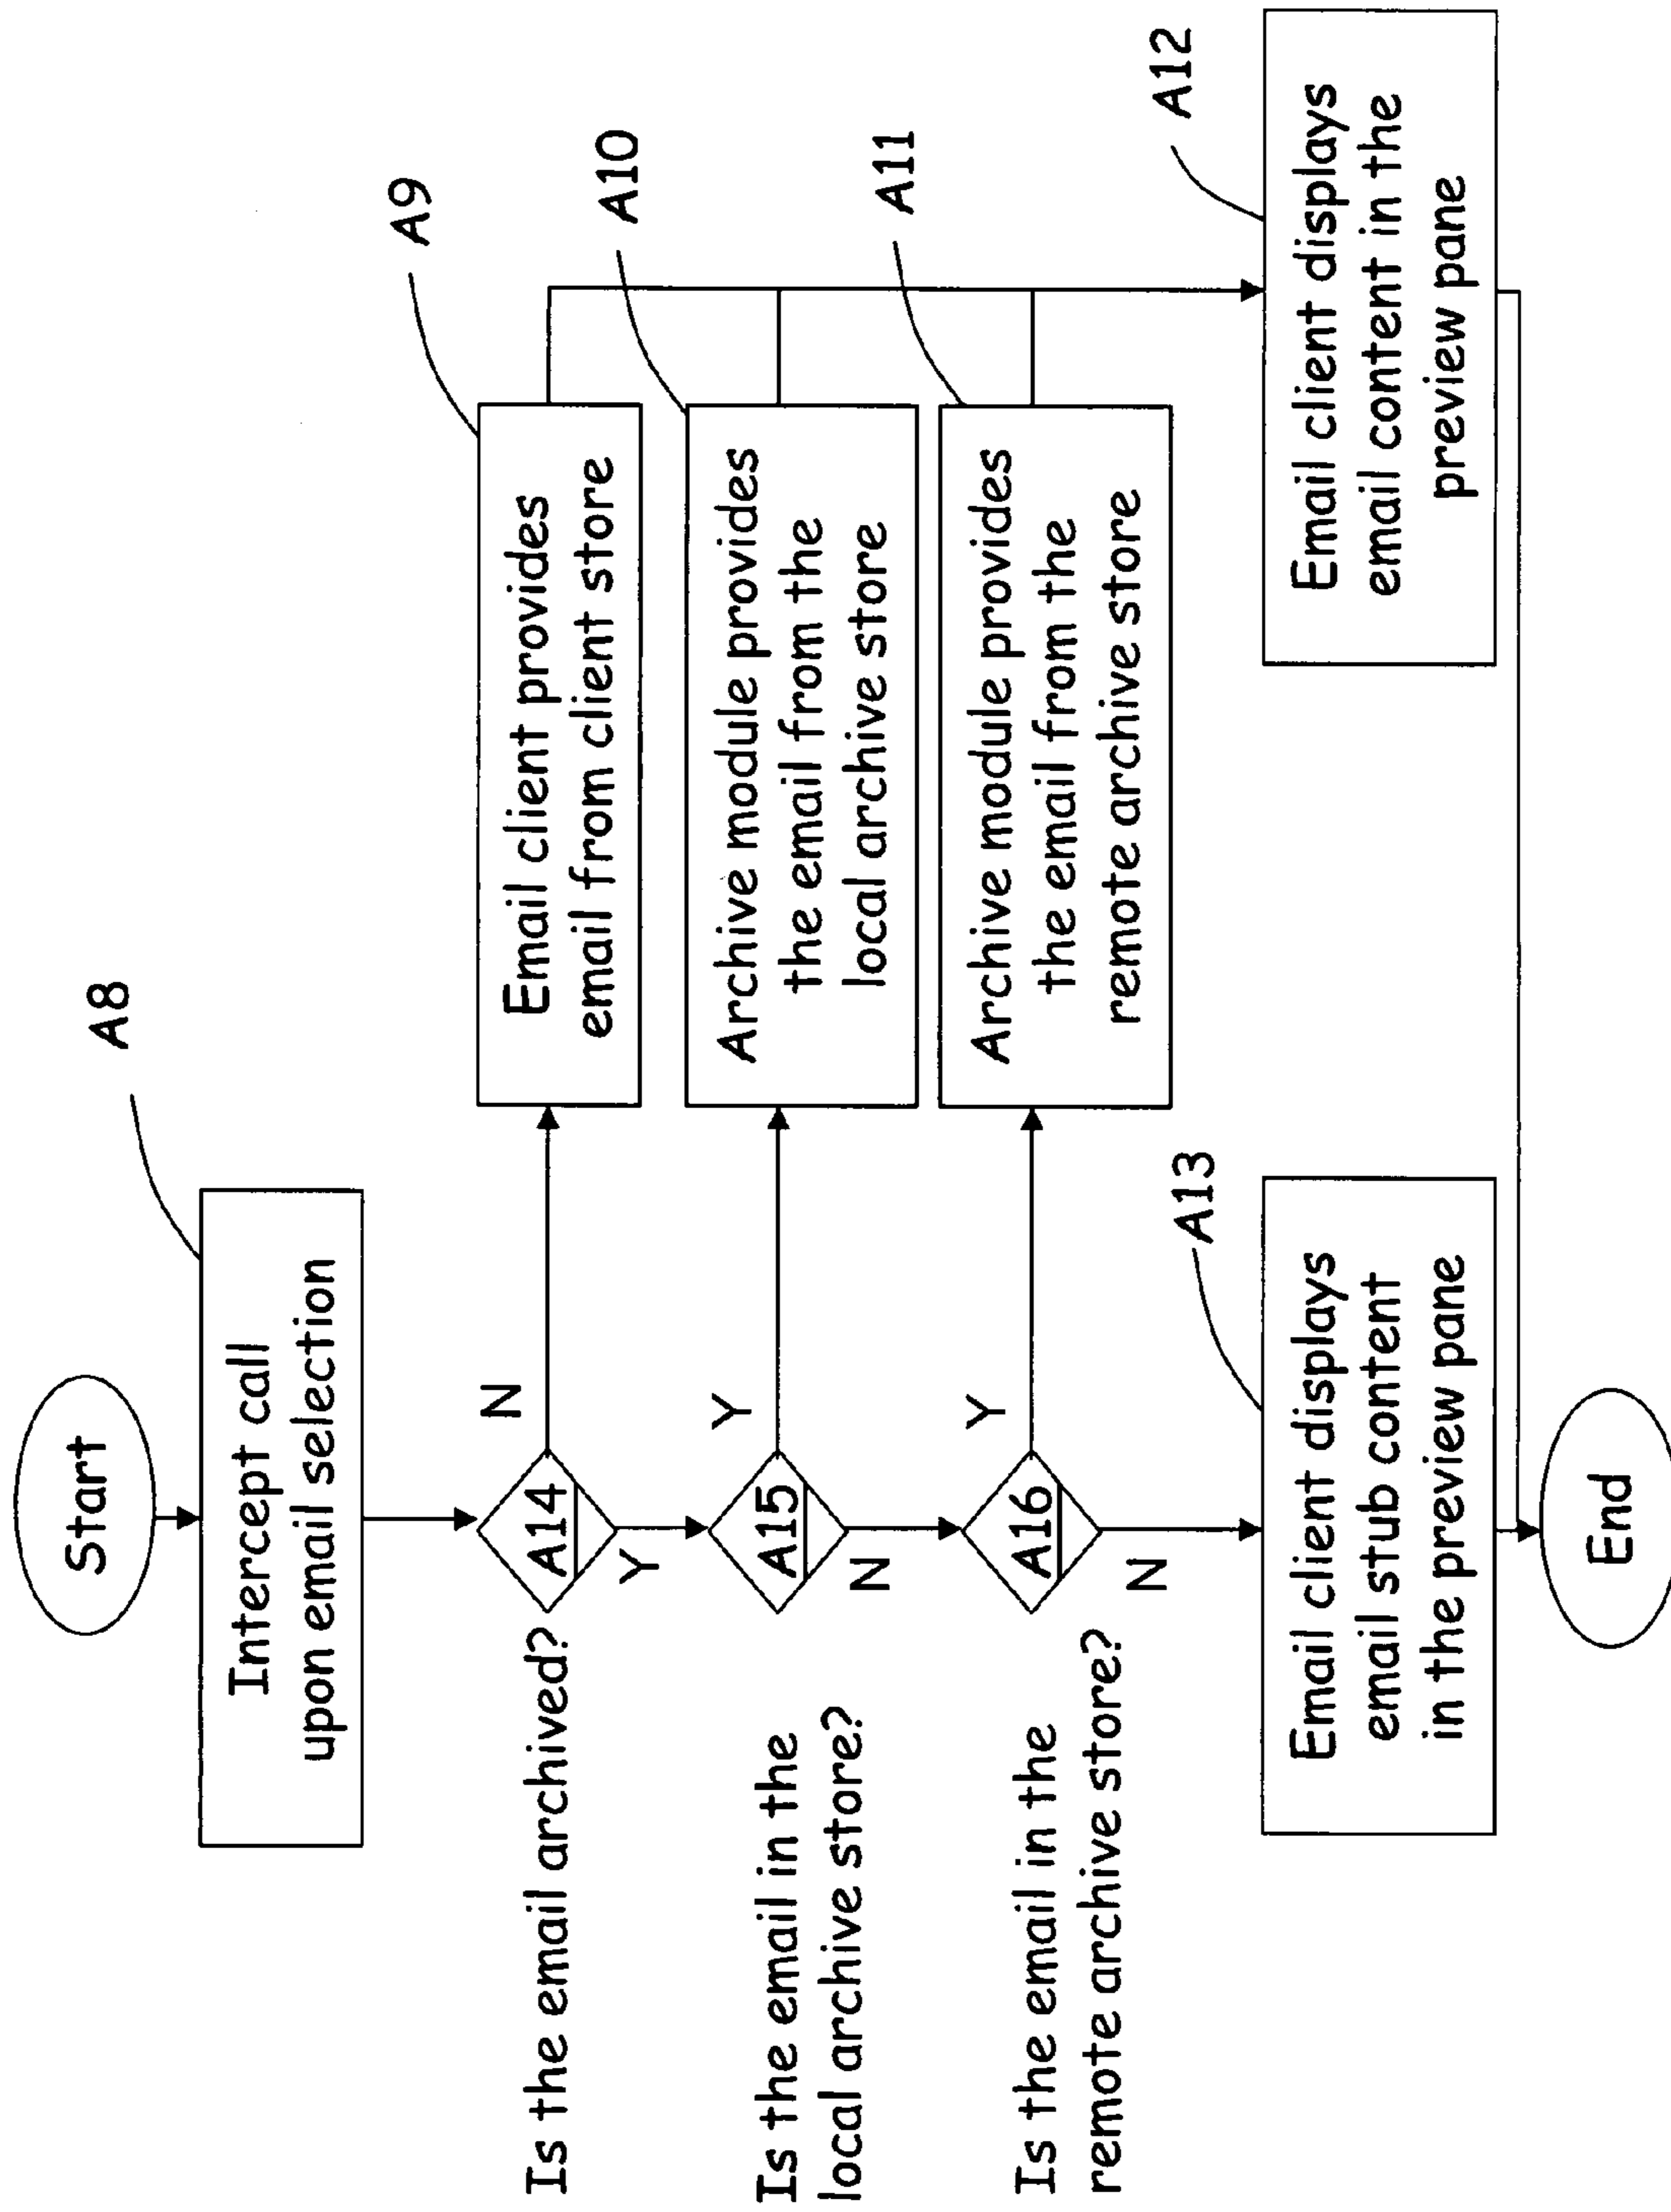 Start
A8
Intercept call
upon email selection
Is the email archived?
A14
N
Y
A9
Email client provides
email from client store
Is the email in the
local archive store?
A15
Y
N
A10
Archive module provides
the email from the
local archive store
Is the email in the
remote archive store?
A16
Y
N
A11
Archive module provides
the email from the
remote archive store
A13
Email client displays
email stub content
in the preview pane
A12
Email client displays
email content in the
preview pane
End